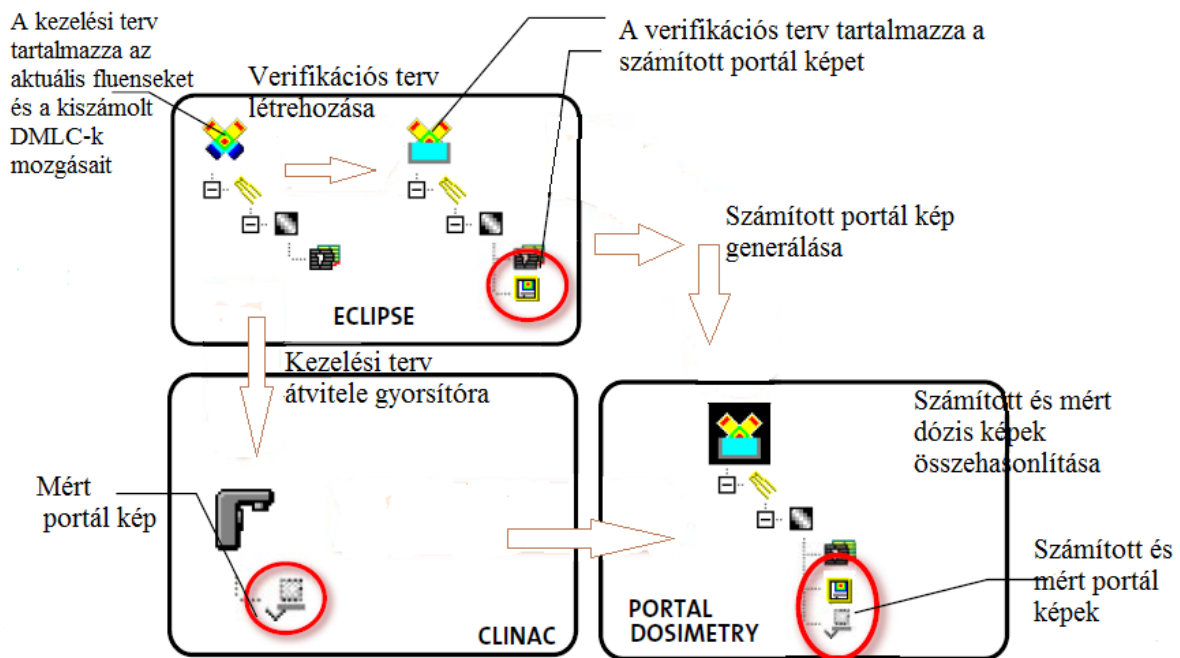 A kezelési terv
tartalmazza az
aktuális fluenseket
és a kiszámolt
DMLC-k
mozgásait
Verifikációs terv
létrehozása
A verifikációs terv tartalmazza a
számított portál képet
Számított portál kép
generálása
ECLIPSE
Kezelési terv
átvitele gyorsítóra
Mért
portál kép
CLINAC
Számított és mért
dózis képek
összehasonlítása
Számított és
mért portál
képek
PORTAL
DOSIMETRY